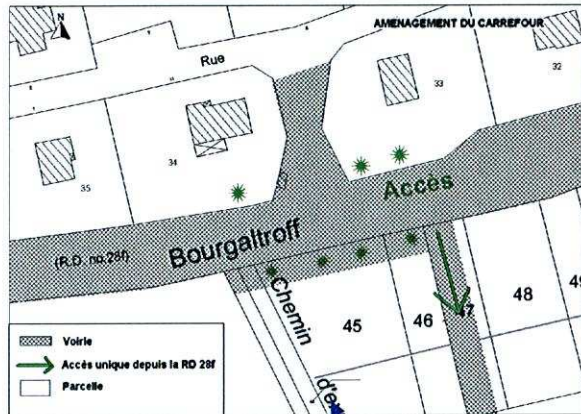 AMENAGEMENT DU CARREFOUR
N
Rue
32
33
34
35
Accès
(R.D. no.28f)
Bourgaltroff
Chemin
d'ex
45
46
47
48
49
Voirie
Accès unique depuis la RD 28f
Parcelle